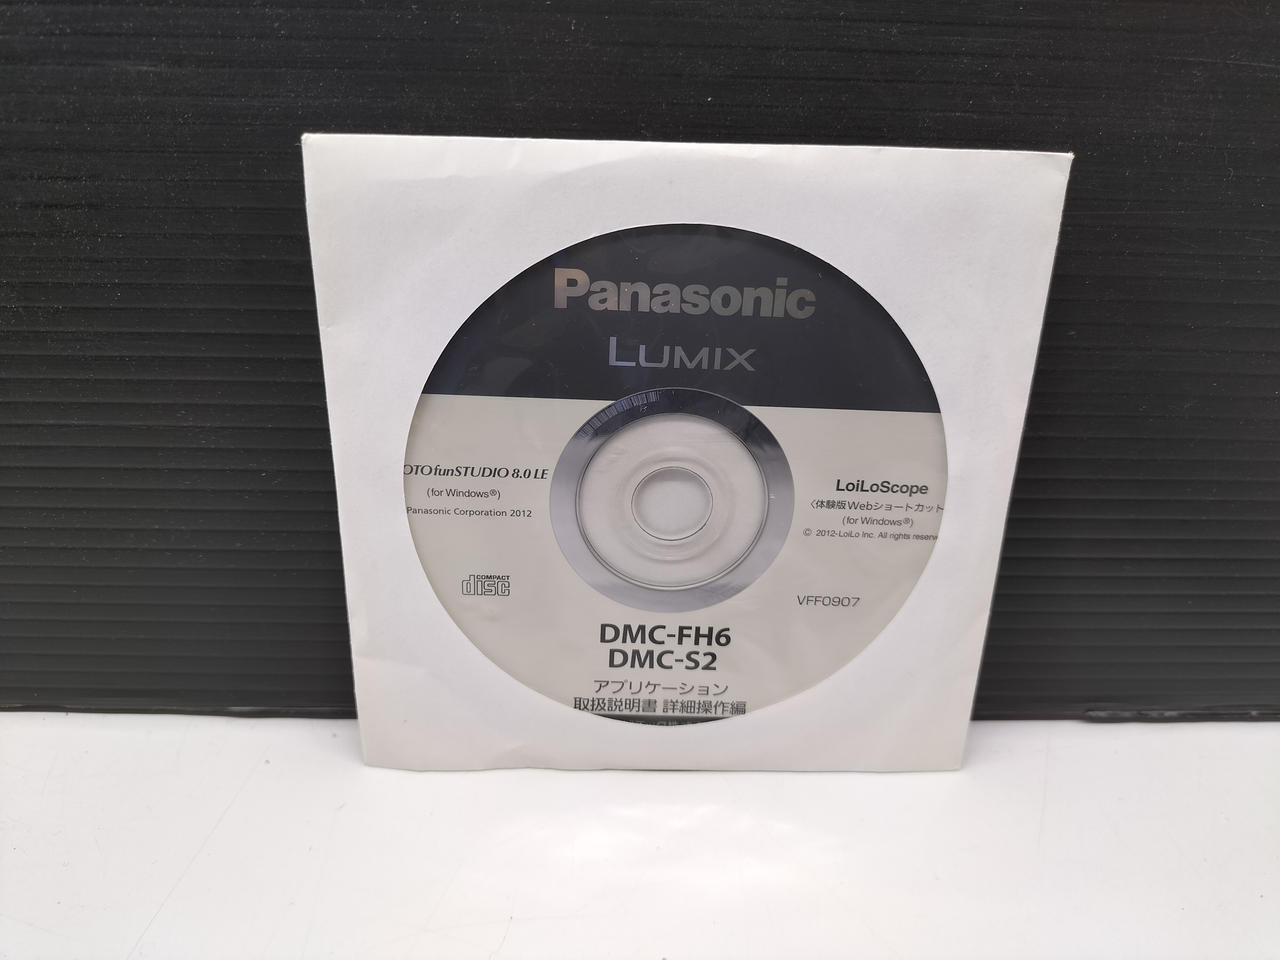 Panasonic
LUMIX
OTOfunSTUDIO 8.0 LE
(for Windows®)
Panasonic Corporation 2012
LoiLoScope
〈体験版Webショートカット
(for Windows®)
© 2012-LoiLo Inc. All rights reserve
COMPACT
disc
VFF0907
DMC-FH6
DMC-S2
アプリケーション
取扱説明書 詳細操作編